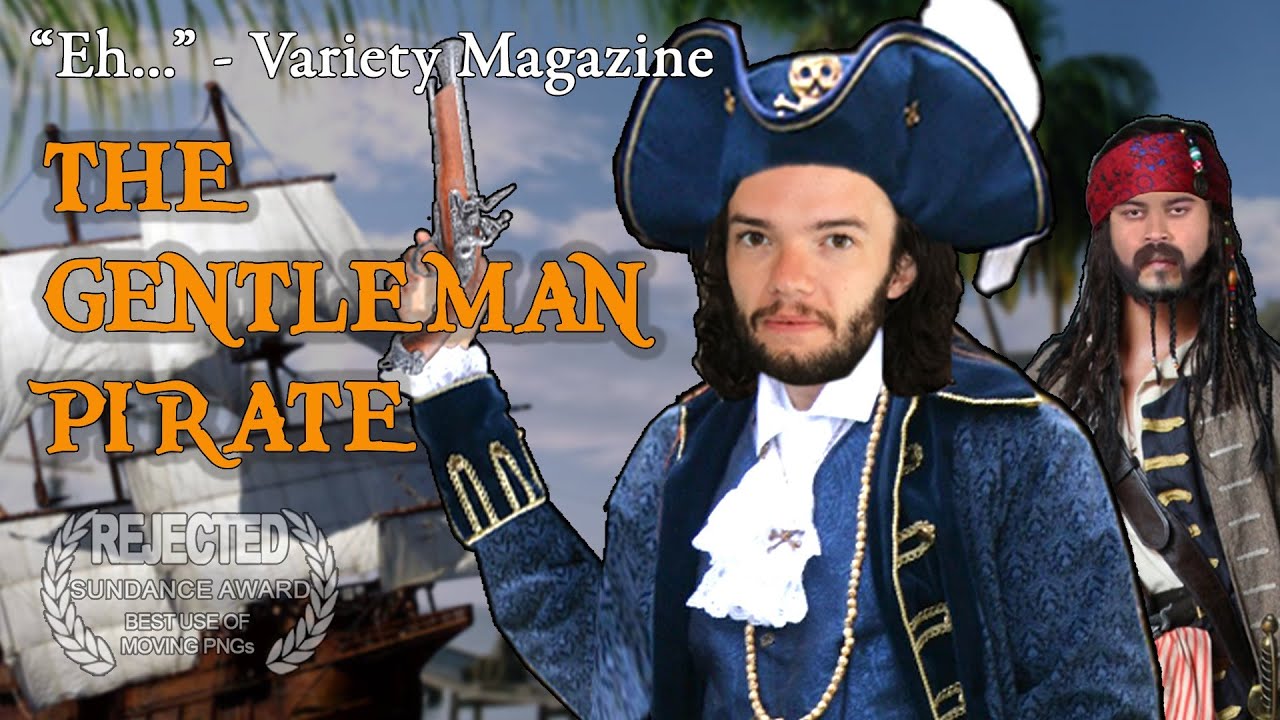 “Eh...” - Variety Magazine
THE
GENTLEMAN
PIRATE
REJECTED
SUNDANCE AWARD
BEST USE OF
MOVING PNGs